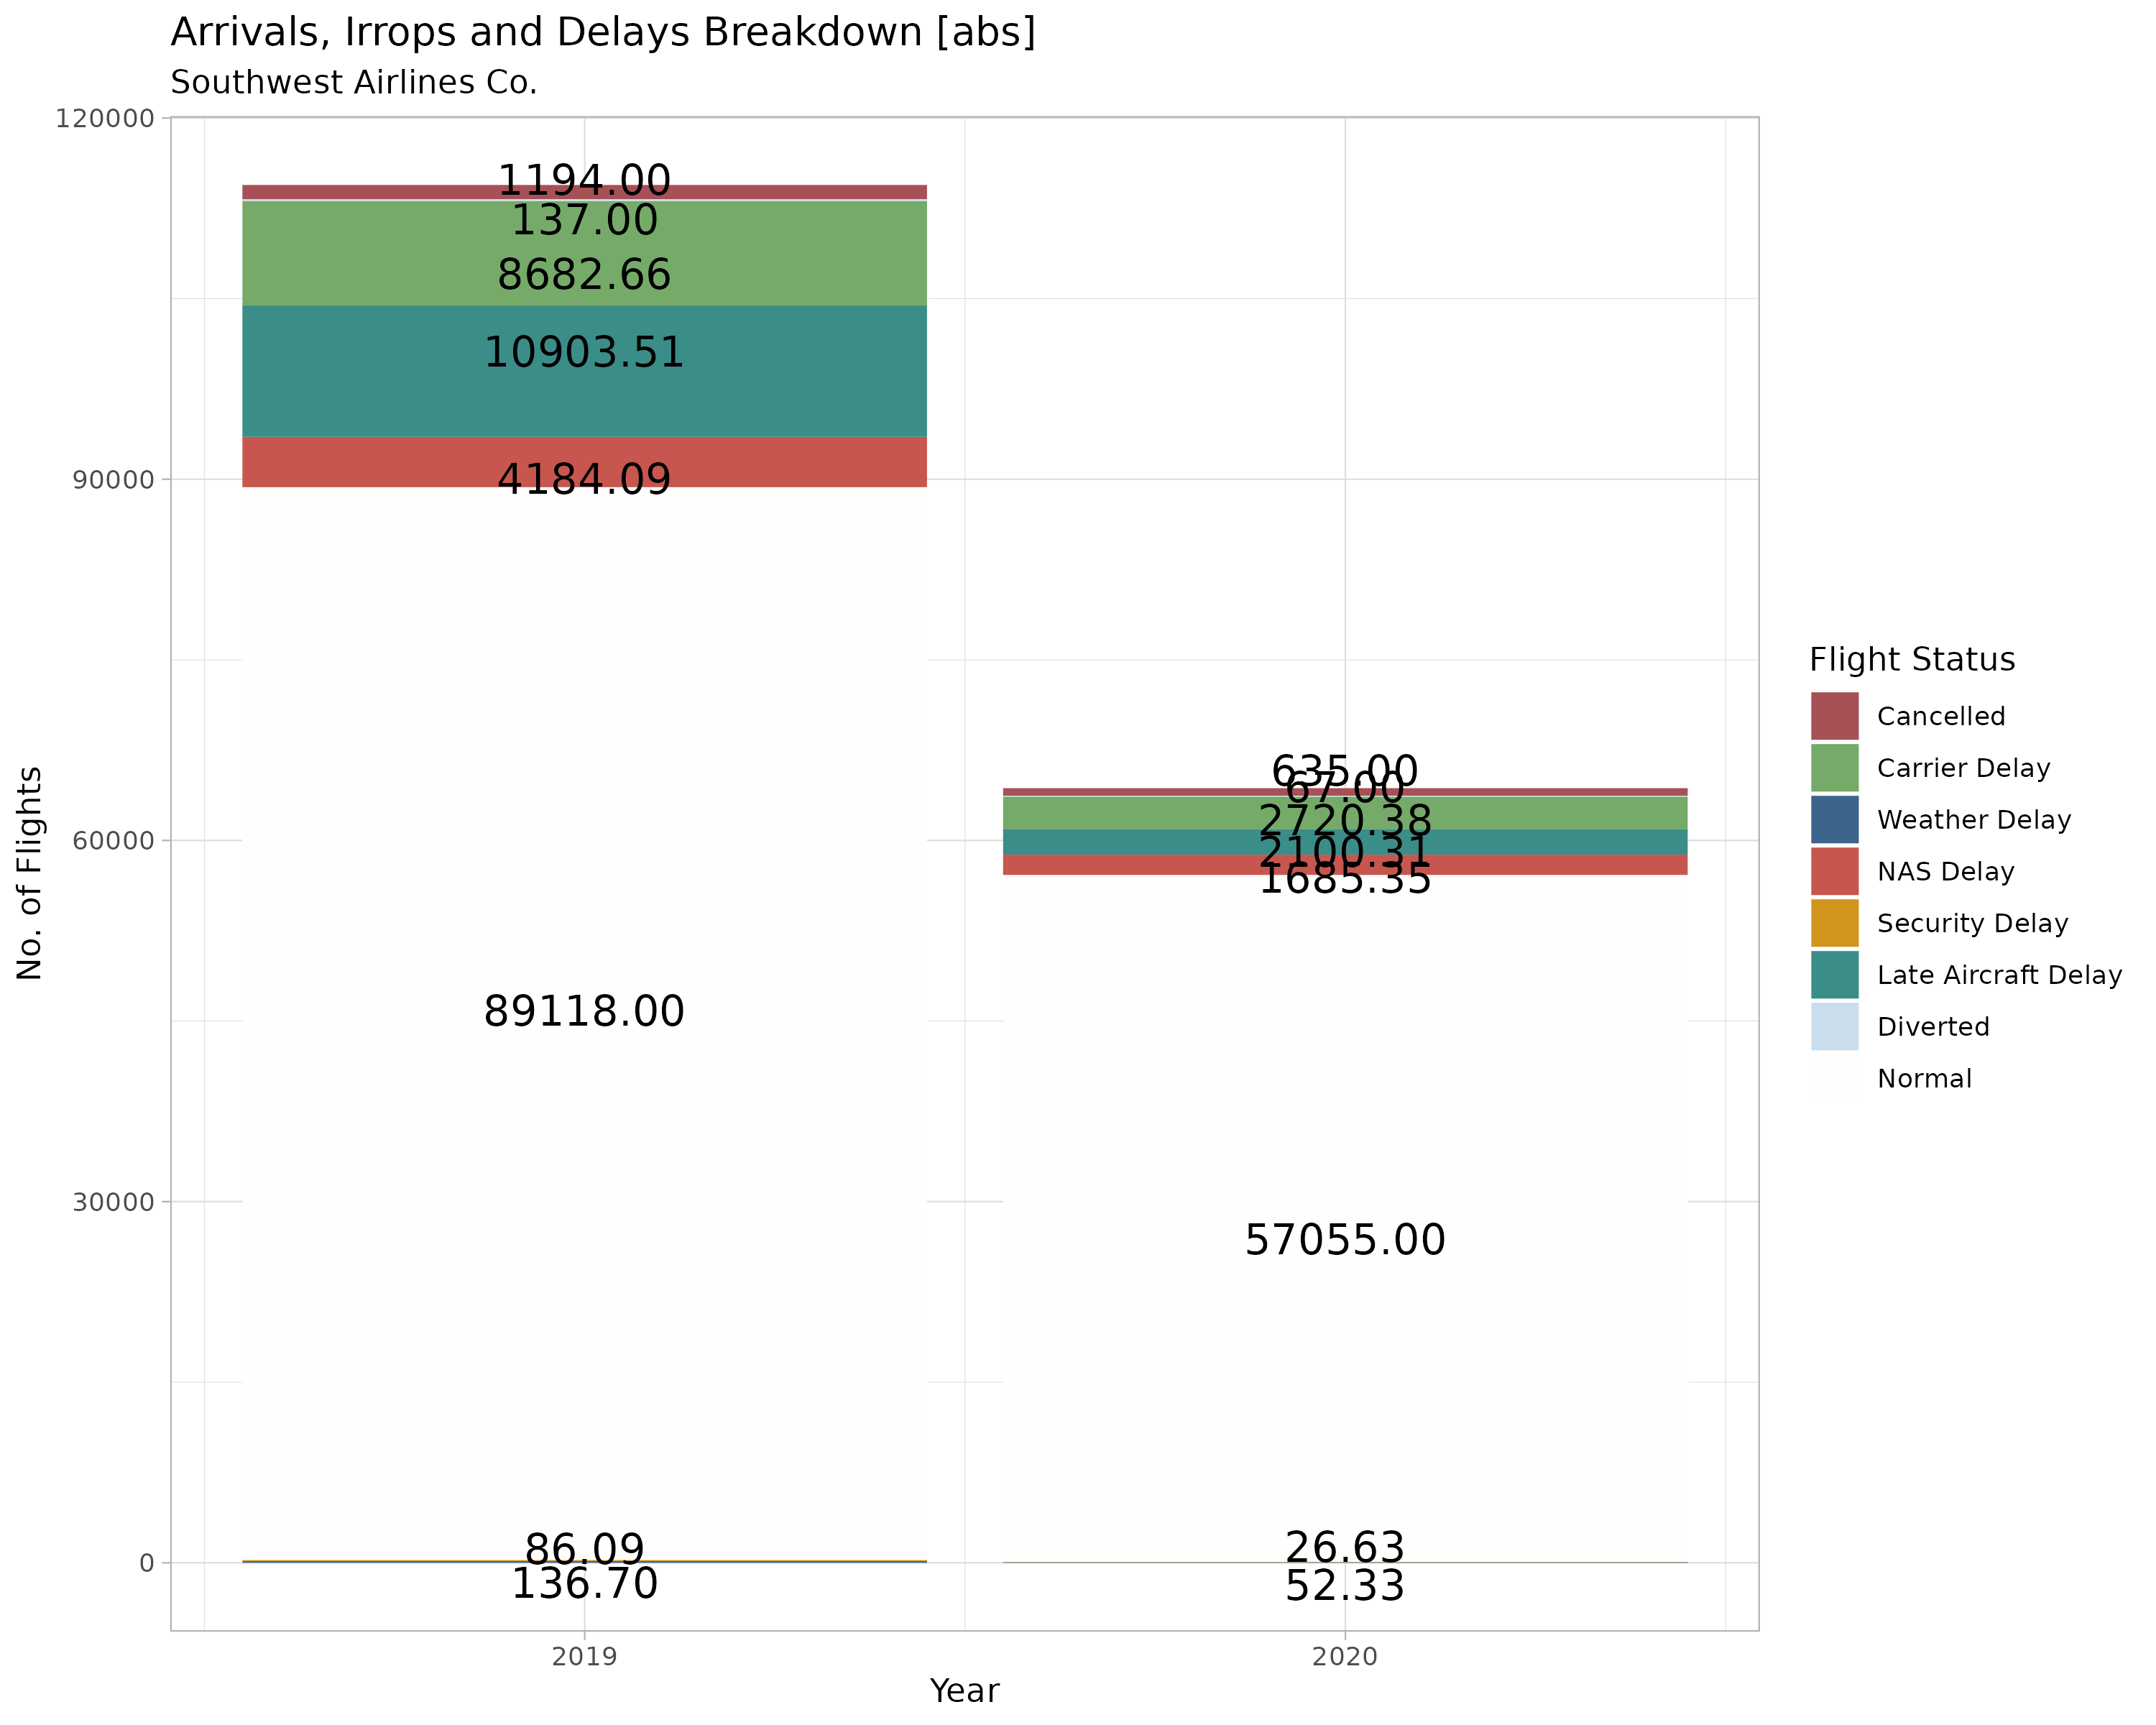 Arrivals, Irrops and Delays Breakdown [abs]
Southwest Airlines Co.
120000
90000
60000
30000
0
No. of Flights
1194.00
137.00
8682.66
10903.51
4184.09
89118.00
86.09
136.70
635.00
67.00
2720.38
2100.31
1685.35
57055.00
26.63
52.33
2019
2020
Year
Flight Status
Cancelled
Carrier Delay
Weather Delay
NAS Delay
Security Delay
Late Aircraft Delay
Diverted
Normal